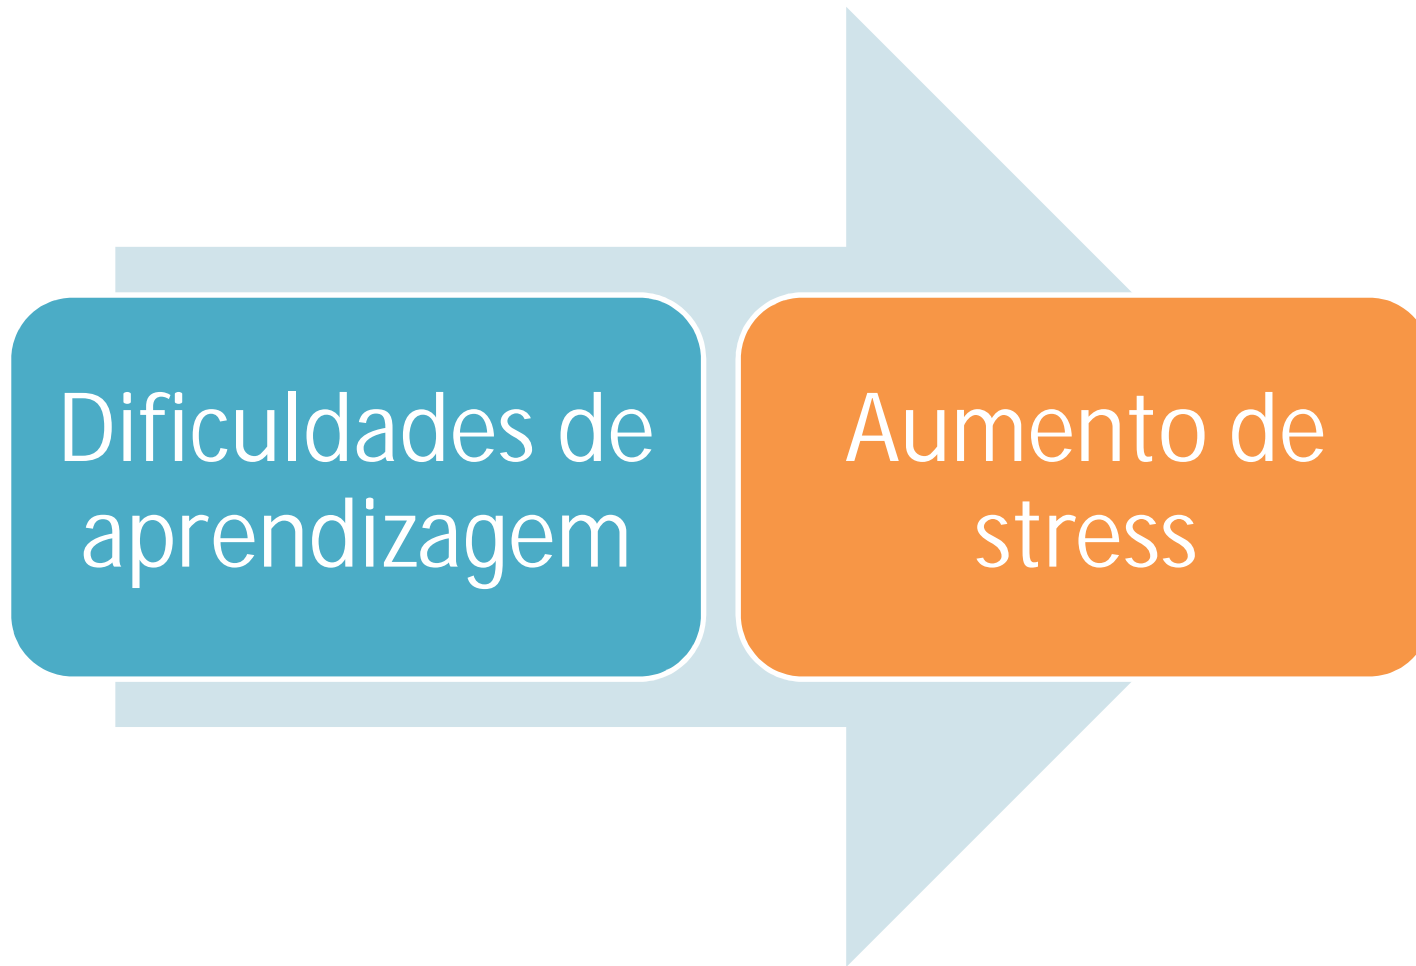 Dificuldades de
aprendizagem
Aumento de
stress